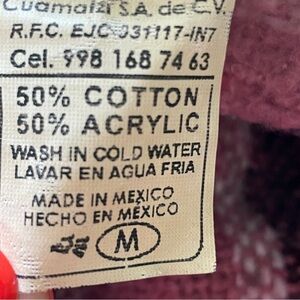 S.A. de C.V.
R.F.C. EJC 031117-IN7
Cel. 998 168 74 63
50% COTTON
50% ACRYLIC
WASH IN COLD WATER
LAVAR EN AGUA FRIA
MADE IN MEXICO
HECHO EN MÉXICO
M